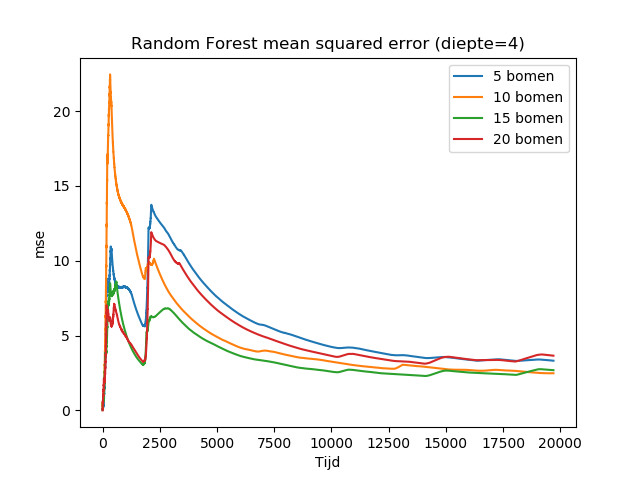 Random Forest mean squared error (diepte=4)
5 bomen
10 bomen
15 bomen
20 bomen
mse
20
15
10
5
0
0 2500 5000 7500 10000 12500 15000 17500 20000
Tijd